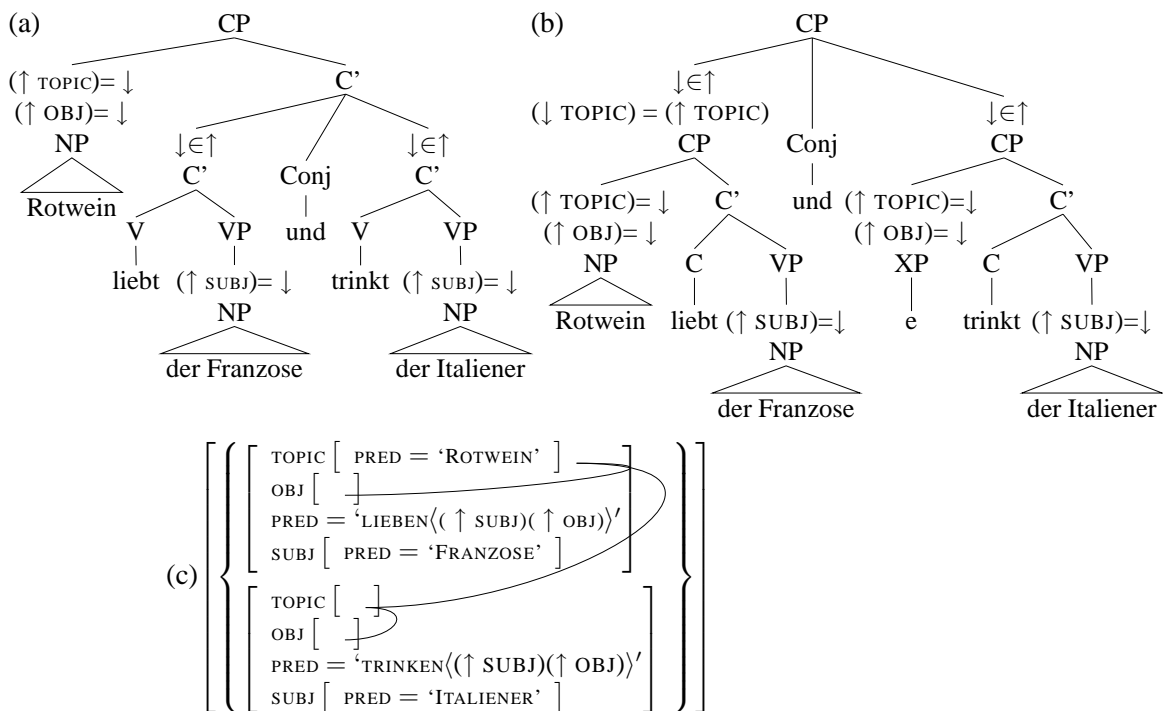 (a) CP
(↑ TOPIC)= ↓ C'
(↑ OBJ)= ↓
NP ↓∈↑ ↓∈↑
Rotwein C' Conj C'
V VP und V VP
liebt (↑ SUBJ)= ↓ trinkt (↑ SUBJ)= ↓
NP NP
der Franzose der Italiener
(b) CP
↓∈↑ ↓∈↑
(↓ TOPIC) = (↑ TOPIC)
CP Conj CP
(↑ TOPIC)= ↓ C' und (↑ TOPIC)= ↓ C'
(↑ OBJ)= ↓ (↑ OBJ)= ↓
NP C VP XP C VP
Rotwein liebt (↑ SUBJ)=↓ e trinkt (↑ SUBJ)=↓
NP NP
der Franzose der Italiener
(c)
TOPIC [ PRED = ‘ROTWEIN’ ]
OBJ [ ]
PRED = ‘LIEBEN⟨( ↑ SUBJ)( ↑ OBJ)⟩′
SUBJ [ PRED = ‘FRANZOSE’ ]
TOPIC [ ]
OBJ [ ]
PRED = ‘TRINKEN⟨(↑ SUBJ)(↑ OBJ)⟩′
SUBJ [ PRED = ‘ITALIENER’ ]